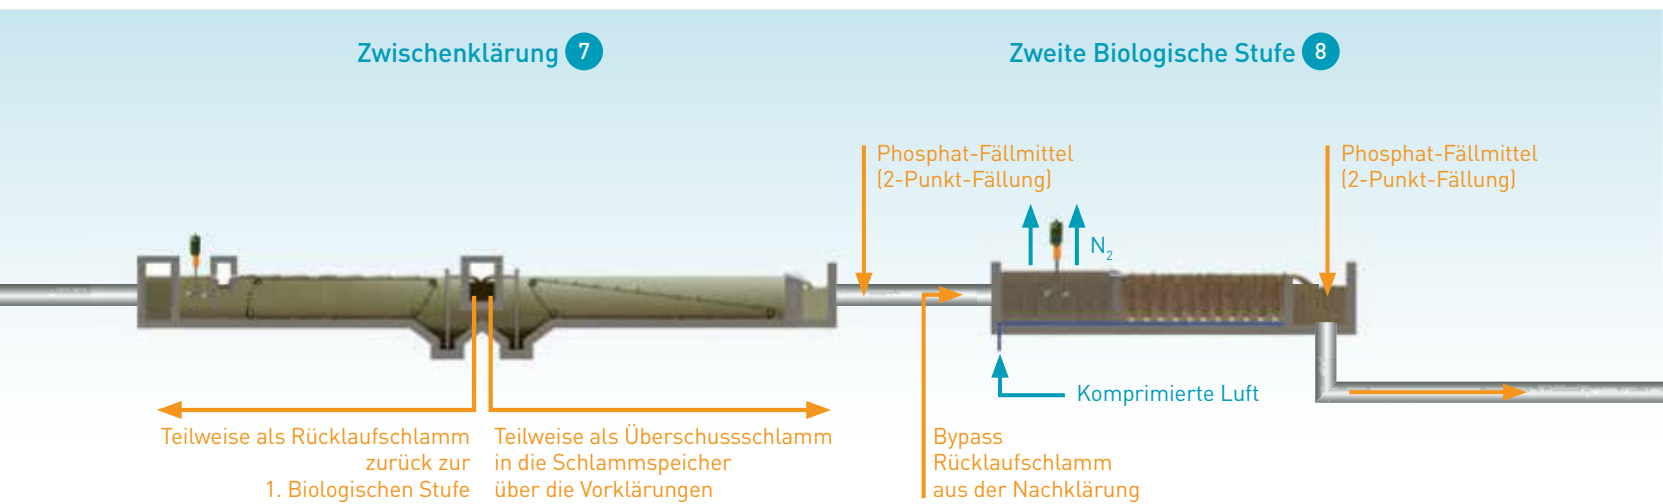 Zwischenklärung 7
Zweite Biologische Stufe 8
Phosphat-Fällmittel
(2-Punkt-Fällung)
Phosphat-Fällmittel
(2-Punkt-Fällung)
N₂
Komprimierte Luft
Teilweise als Rücklaufschlamm
zurück zur
1. Biologischen Stufe
Teilweise als Überschussschlamm
in die Schlammspeicher
über die Vorklärungen
Bypass
Rücklaufschlamm
aus der Nachklärung